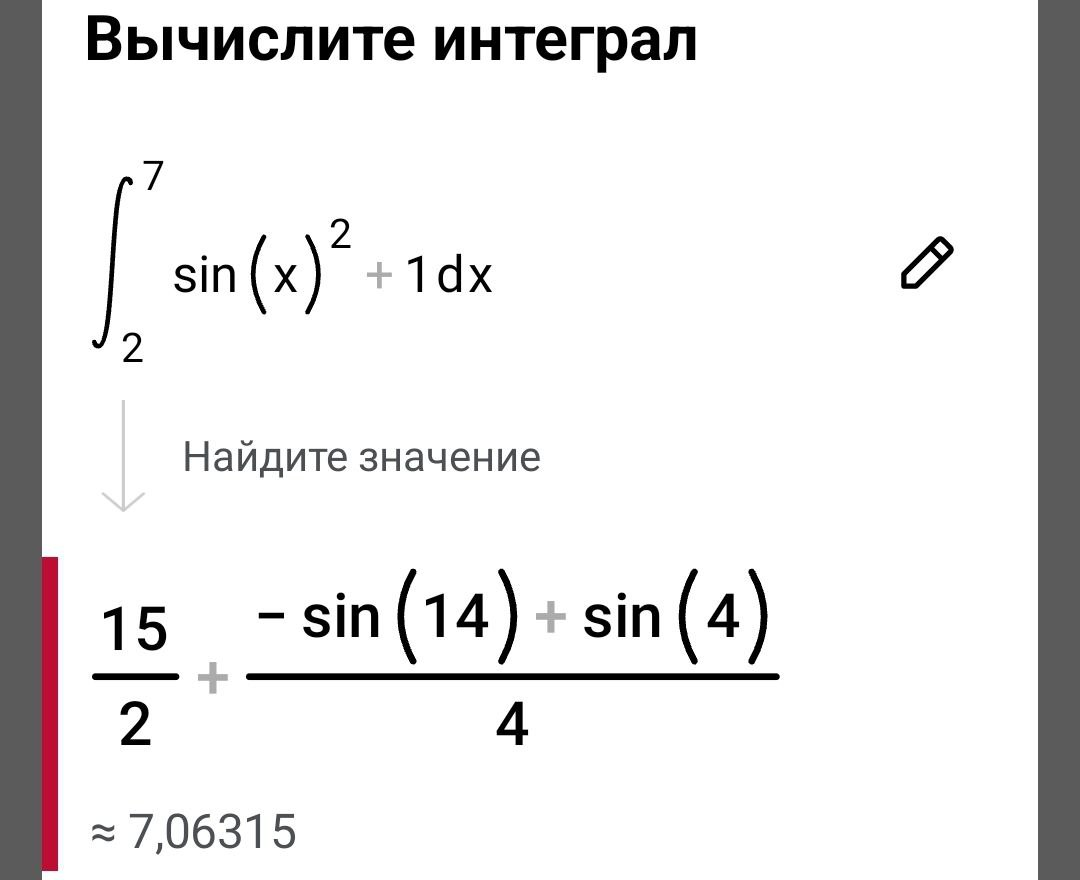 Вычислите интеграл
∫₂⁷ sin(x)² + 1dx
Найдите значение
15/2 + (− sin(14) + sin(4))/4
≈ 7,06315